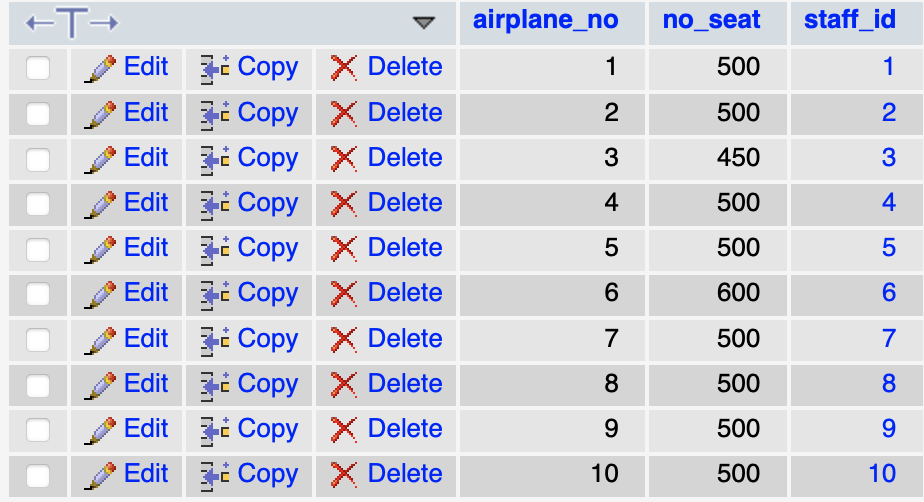 airplane_no no_seat staff_id
Edit Copy Delete 1 500 1
Edit Copy Delete 2 500 2
Edit Copy Delete 3 450 3
Edit Copy Delete 4 500 4
Edit Copy Delete 5 500 5
Edit Copy Delete 6 600 6
Edit Copy Delete 7 500 7
Edit Copy Delete 8 500 8
Edit Copy Delete 9 500 9
Edit Copy Delete 10 500 10